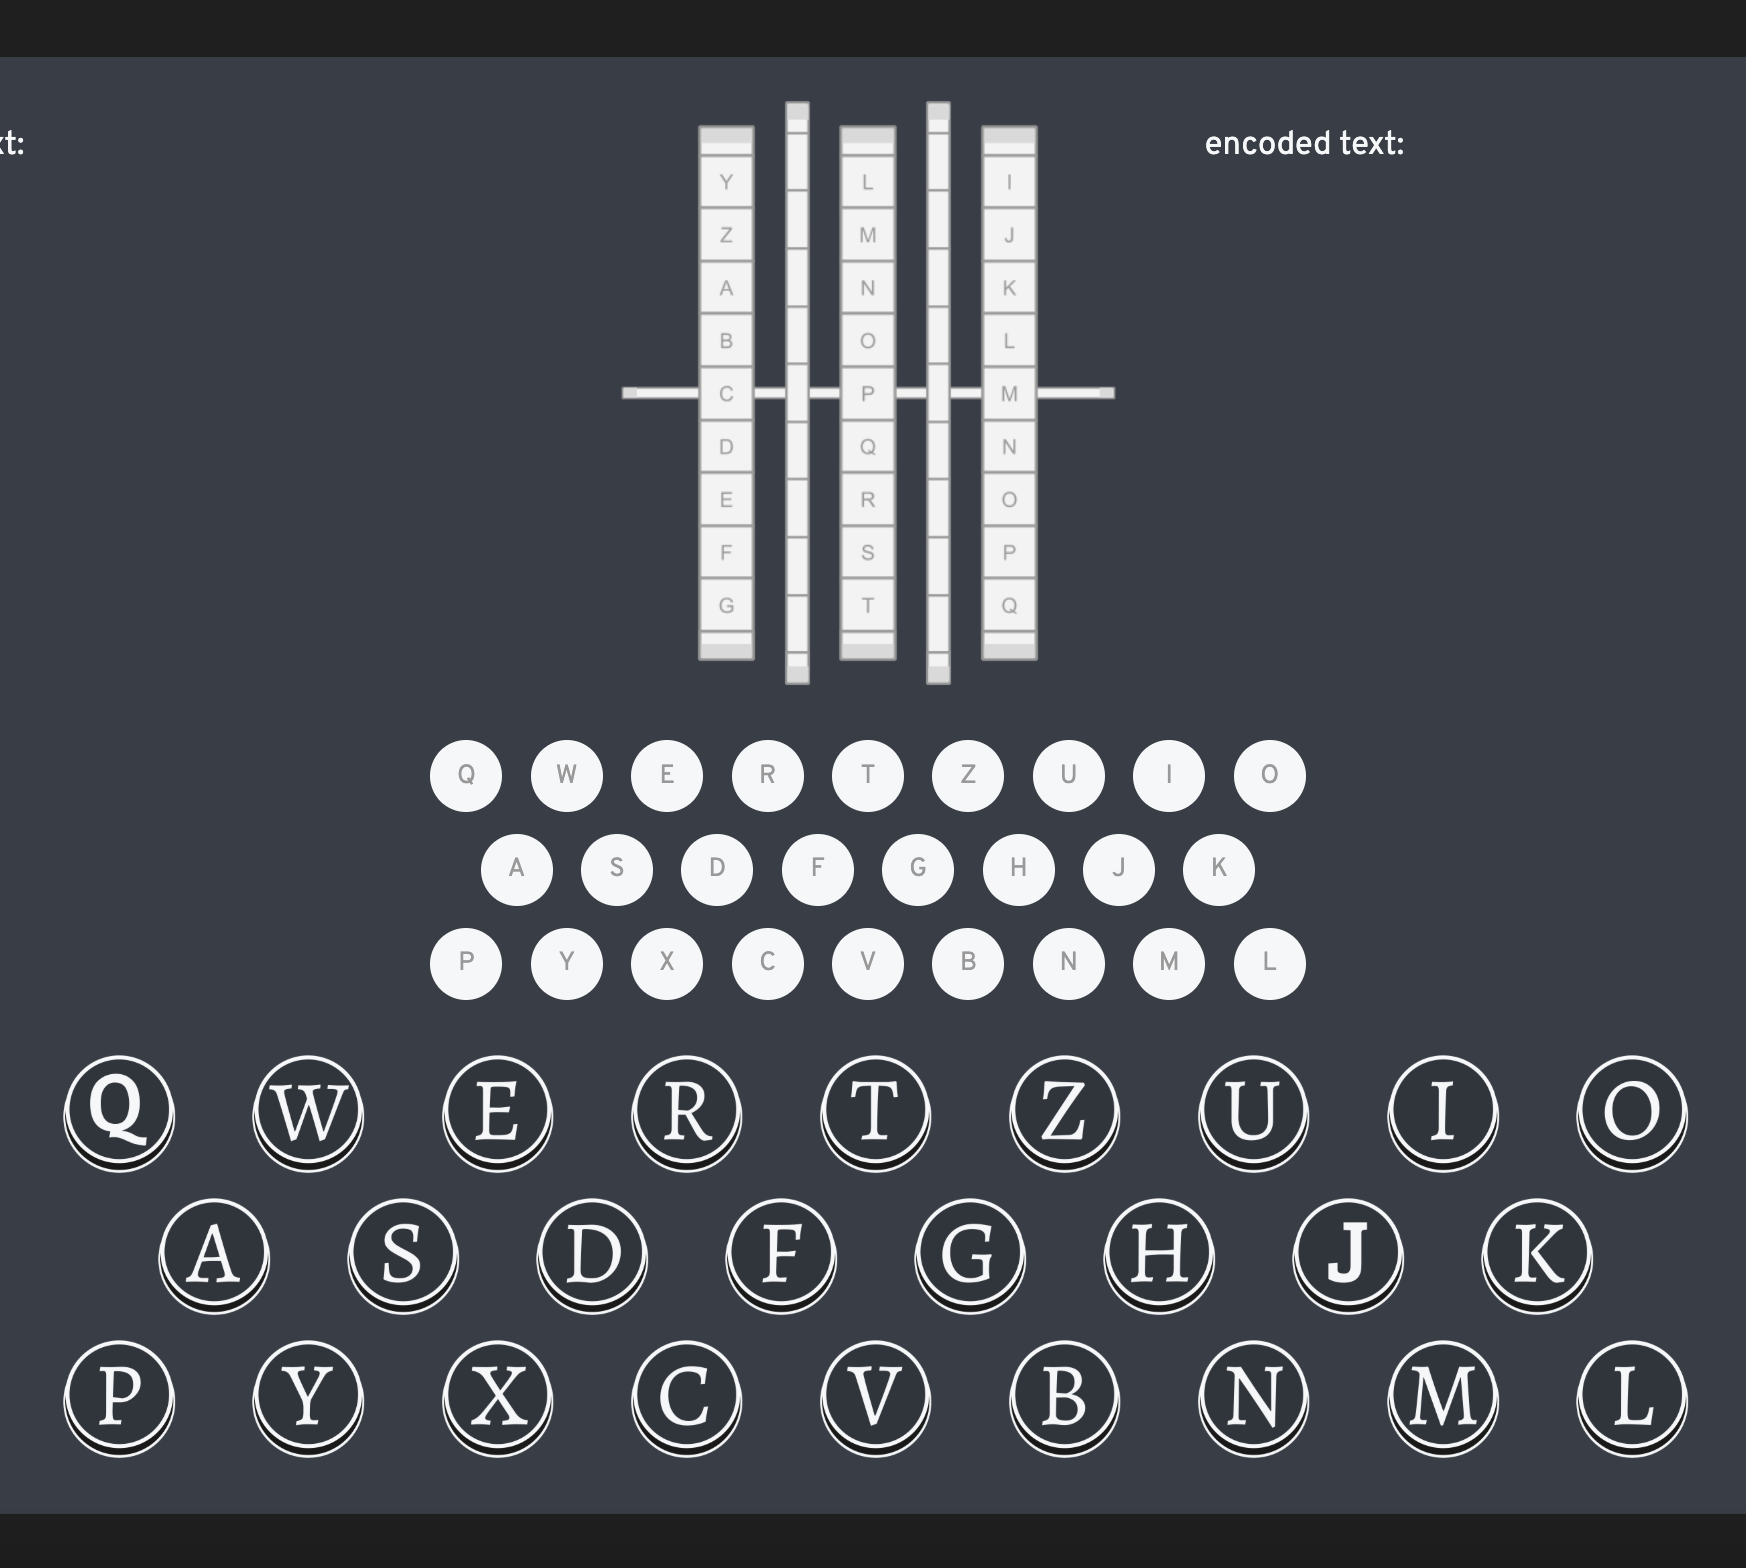 xt:
encoded text:
Y L I
Z M J
A N K
B O L
C P M
D Q N
E R O
F S P
G T Q
Q W E R T Z U I O
A S D F G H J K
P Y X C V B N M L
Q W E R T Z U I O
A S D F G H J K
P Y X C V B N M L